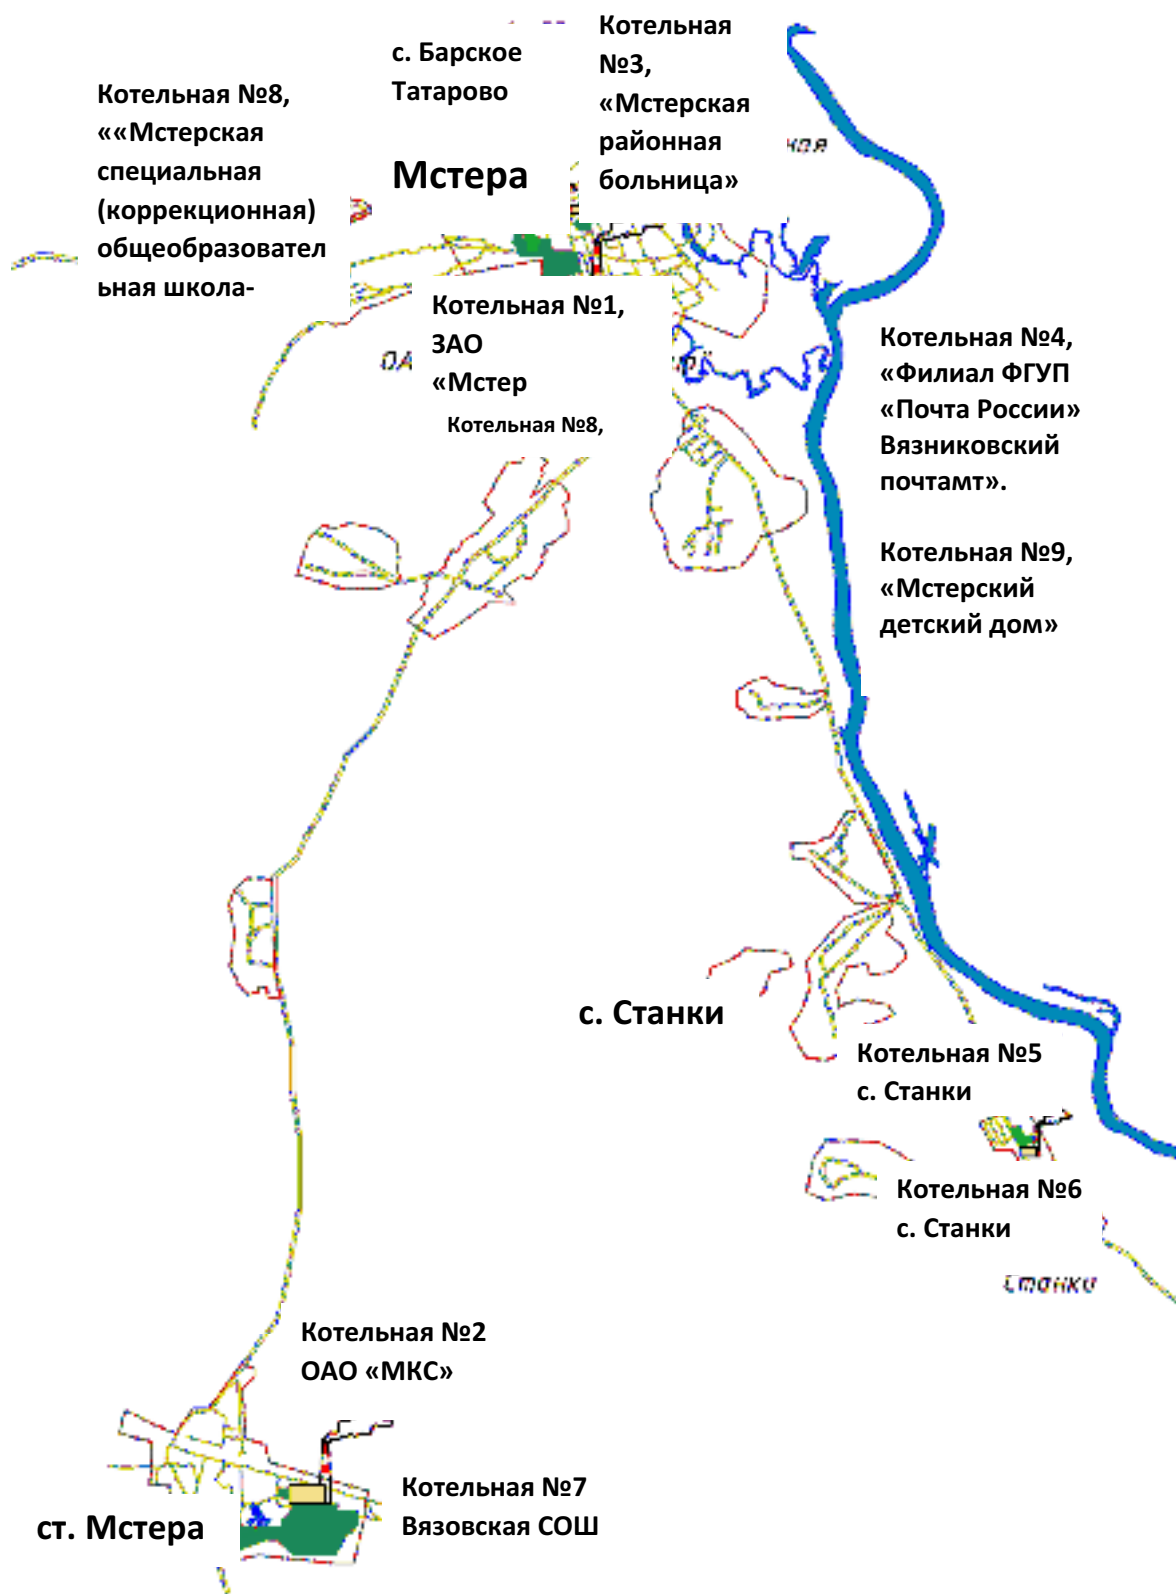 с. Барское
Татарово
Котельная
№3,
«Мстерская
районная
больница»
Котельная №8,
««Мстерская
специальная
(коррекционная)
общеобразовател
ьная школа-
Мстера
Котельная №1,
ЗАО
«Мстер
Котельная №8,
ОА
Котельная №4,
«Филиал ФГУП
«Почта России»
Вязниковский
почтамт».
Котельная №9,
«Мстерский
детский дом»
с. Станки
Котельная №5
с. Станки
Котельная №6
с. Станки
Станки
Котельная №2
ОАО «МКС»
Котельная №7
Вязовская СОШ
ст. Мстера